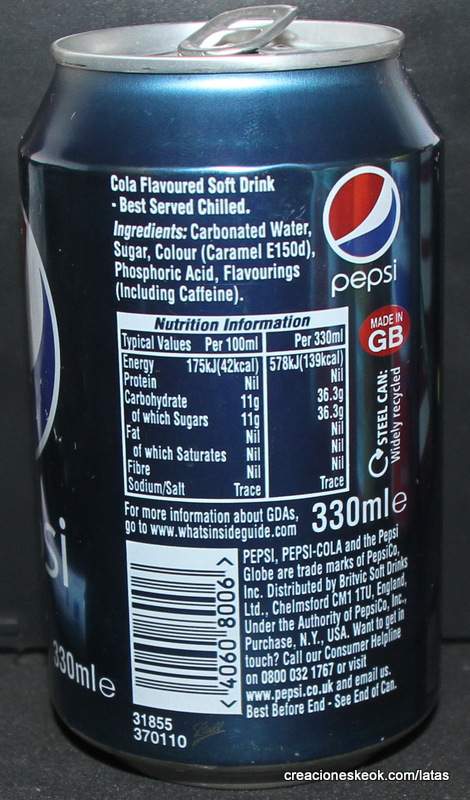 Cola Flavoured Soft Drink
- Best Served Chilled.
Ingredients: Carbonated Water,
Sugar, Colour (Caramel E150d),
Phosphoric Acid, Flavourings
(Including Caffeine).
pepsi
MADE IN
GB
Nutrition Information
Typical Values Per 100ml Per 330ml
Energy 175kJ(42kcal) 578kJ(139kcal)
Protein Nil Nil
Carbohydrate 11g 36.3g
of which Sugars 11g 36.3g
Fat Nil Nil
of which Saturates Nil Nil
Fibre Nil Nil
Sodium/Salt Trace Trace
STEEL CAN:
Widely recycled
For more information about GDAs,
go to www.whatsinsideguide.com
330ml e
PEPSI, PEPSI-COLA and the Pepsi
Globe are trade marks of PepsiCo,
Inc. Distributed by Britvic Soft Drinks
Ltd., Chelmsford CM1 1TU, England,
Under the Authority of PepsiCo, Inc.,
Purchase, N.Y., USA. Want to get in
touch? Call our Consumer Helpline
on 0800 032 1767 or visit
www.pepsi.co.uk and email us.
Best Before End - See End of Can.
< 4060 8006 >
31855
370110
si
330ml e
creacioneskeok.com/latas